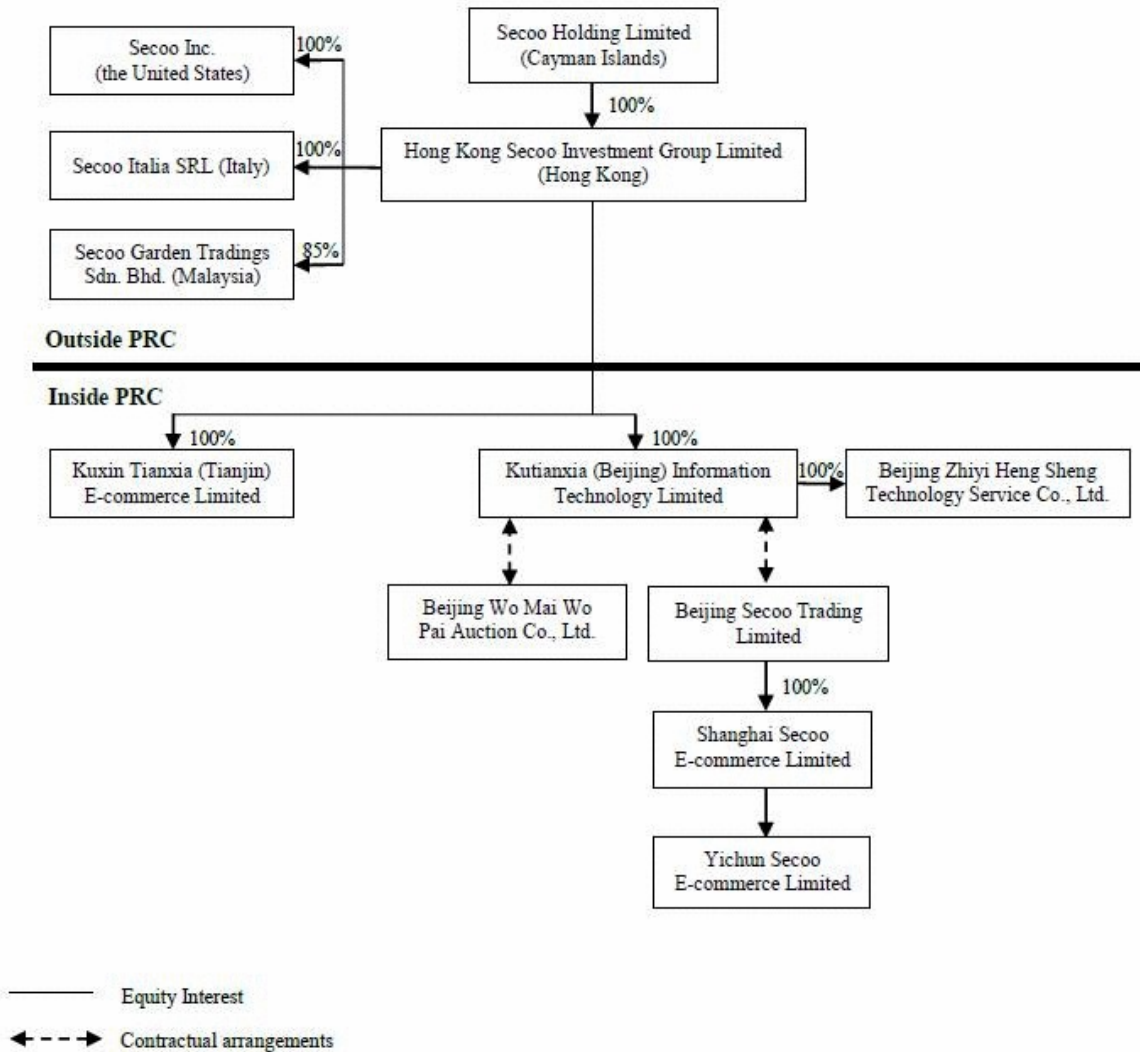 Secoo Holding Limited
(Cayman Islands)
100%
Secoo Inc.
(the United States)
100%
Hong Kong Secoo Investment Group Limited
(Hong Kong)
100%
Secoo Italia SRL (Italy)
85%
Secoo Garden Tradings
Sdn. Bhd. (Malaysia)
Outside PRC
Inside PRC
100%
Kuxin Tianxia (Tianjin)
E-commerce Limited
100%
Kutianxia (Beijing) Information
Technology Limited
100%
Beijing Zhiyi Heng Sheng
Technology Service Co., Ltd.
Beijing Wo Mai Wo
Pai Auction Co., Ltd.
Beijing Secoo Trading
Limited
100%
Shanghai Secoo
E-commerce Limited
Yichun Secoo
E-commerce Limited
Equity Interest
Contractual arrangements